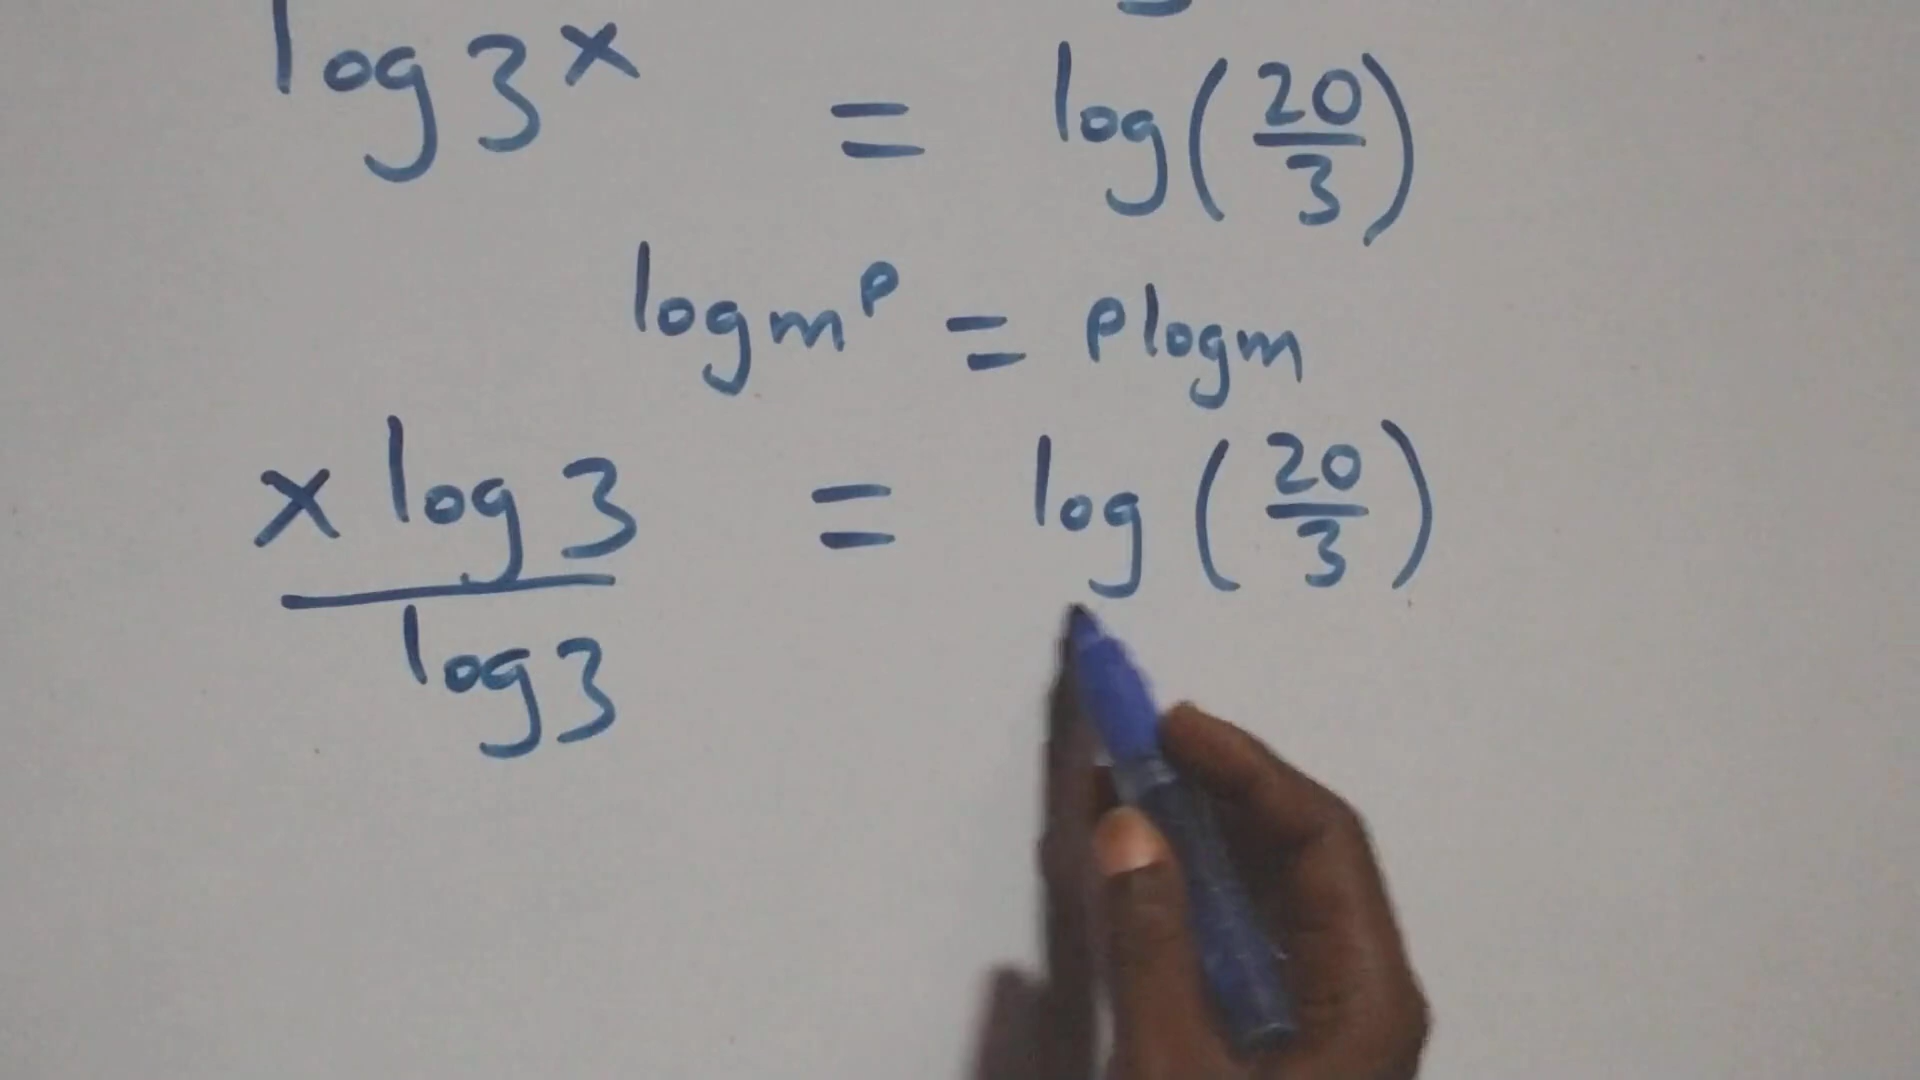 log 3^x = log(20/3)
log m^p = p log m
x log 3 / log 3 = log (20/3)